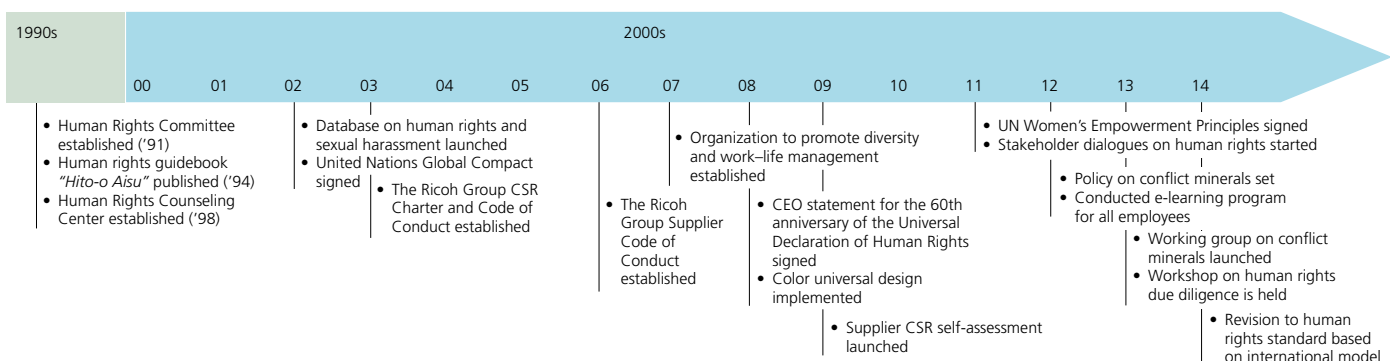 1990s
2000s
00 01 02 03 04 05 06 07 08 09 10 11 12 13 14
• Human Rights Committee
established (’91)
• Human rights guidebook
“Hito-o Aisu” published (’94)
• Human Rights Counseling
Center established (’98)
• Database on human rights and
sexual harassment launched
• United Nations Global Compact
signed
• The Ricoh Group CSR
Charter and Code of
Conduct established
• The Ricoh
Group Supplier
Code of
Conduct
established
• Organization to promote diversity
and work–life management
established
• CEO statement for the 60th
anniversary of the Universal
Declaration of Human Rights
signed
• Color universal design
implemented
• Supplier CSR self-assessment
launched
• UN Women’s Empowerment Principles signed
• Stakeholder dialogues on human rights started
• Policy on conflict minerals set
• Conducted e-learning program
for all employees
• Working group on conflict
minerals launched
• Workshop on human rights
due diligence is held
• Revision to human
rights standard based
on international model